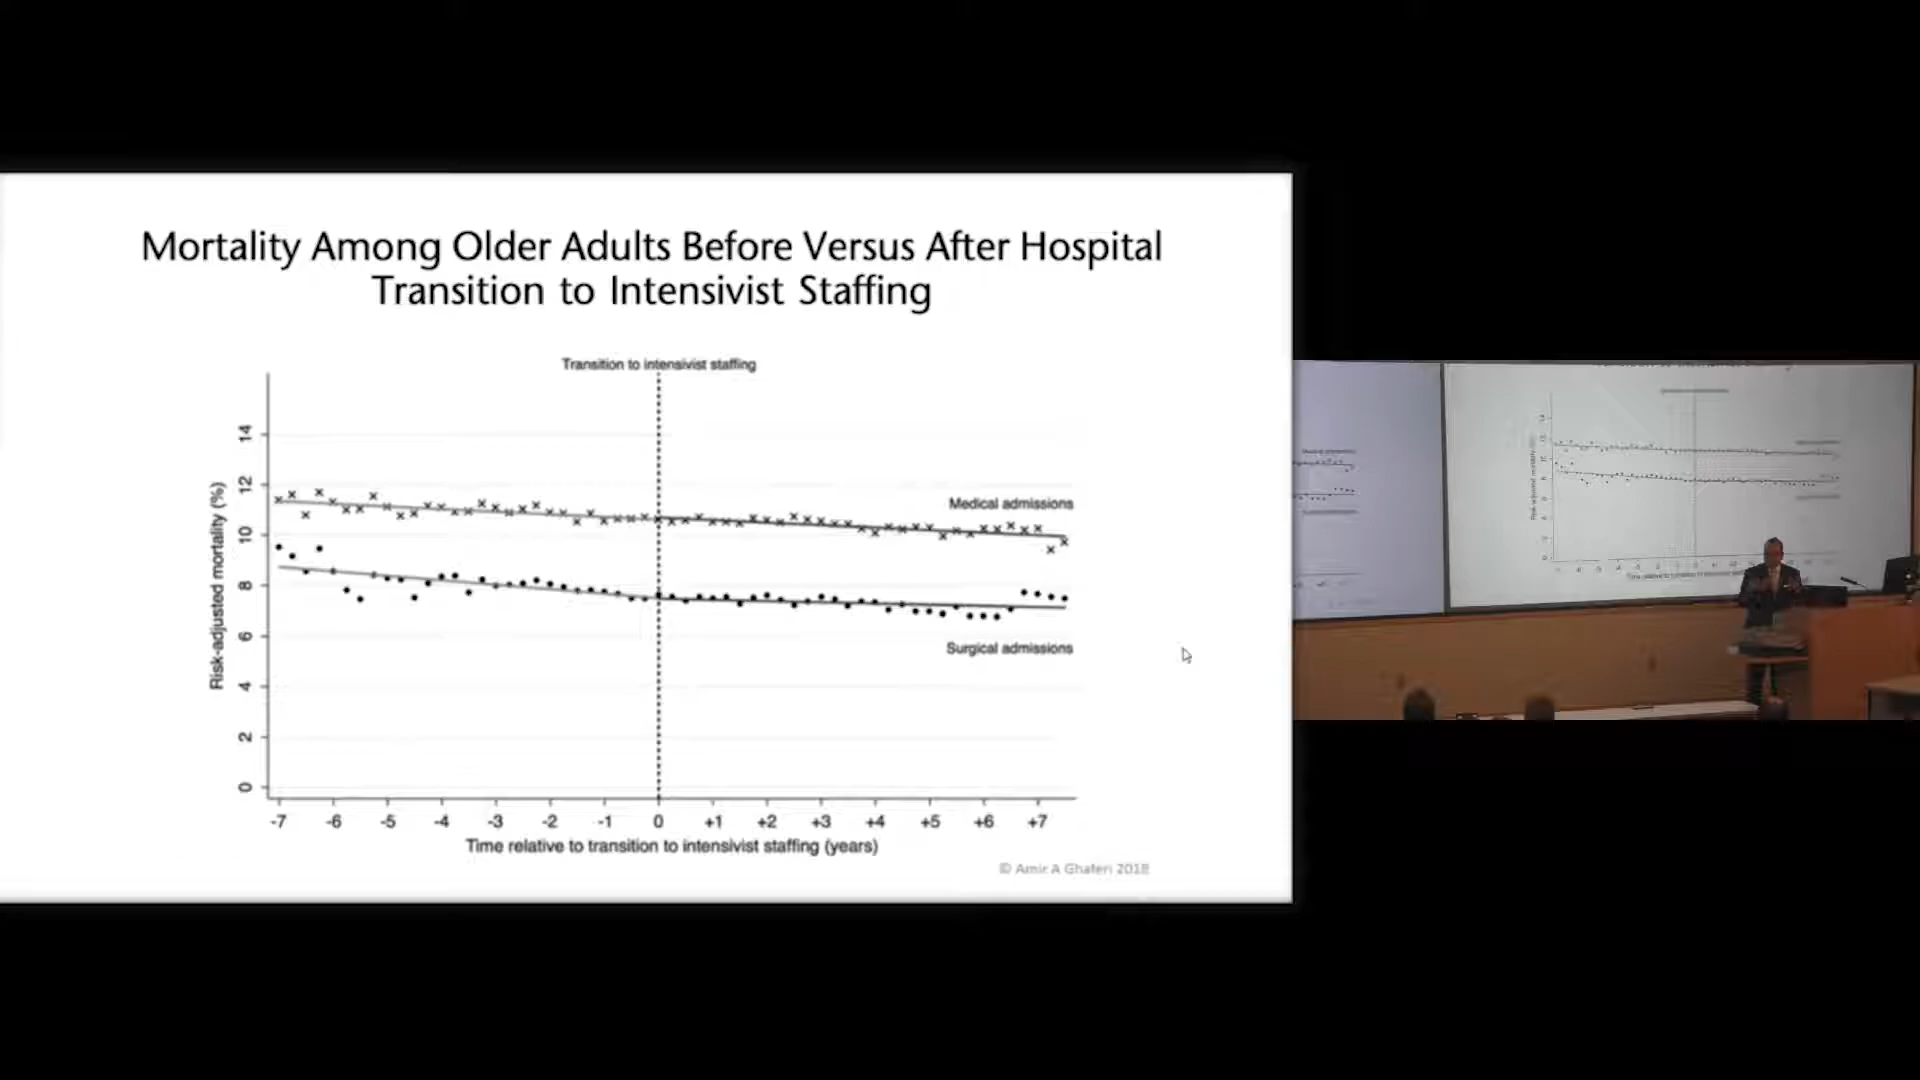 Mortality Among Older Adults Before Versus After Hospital
Transition to Intensivist Staffing
Transition to intensivist staffing
Risk-adjusted mortality (%)
14
12
10
8
6
4
2
0
Medical admissions
Surgical admissions
-7 -6 -5 -4 -3 -2 -1 0 +1 +2 +3 +4 +5 +6 +7
Time relative to transition to intensivist staffing (years)
© Amir A Ghaferi 2018